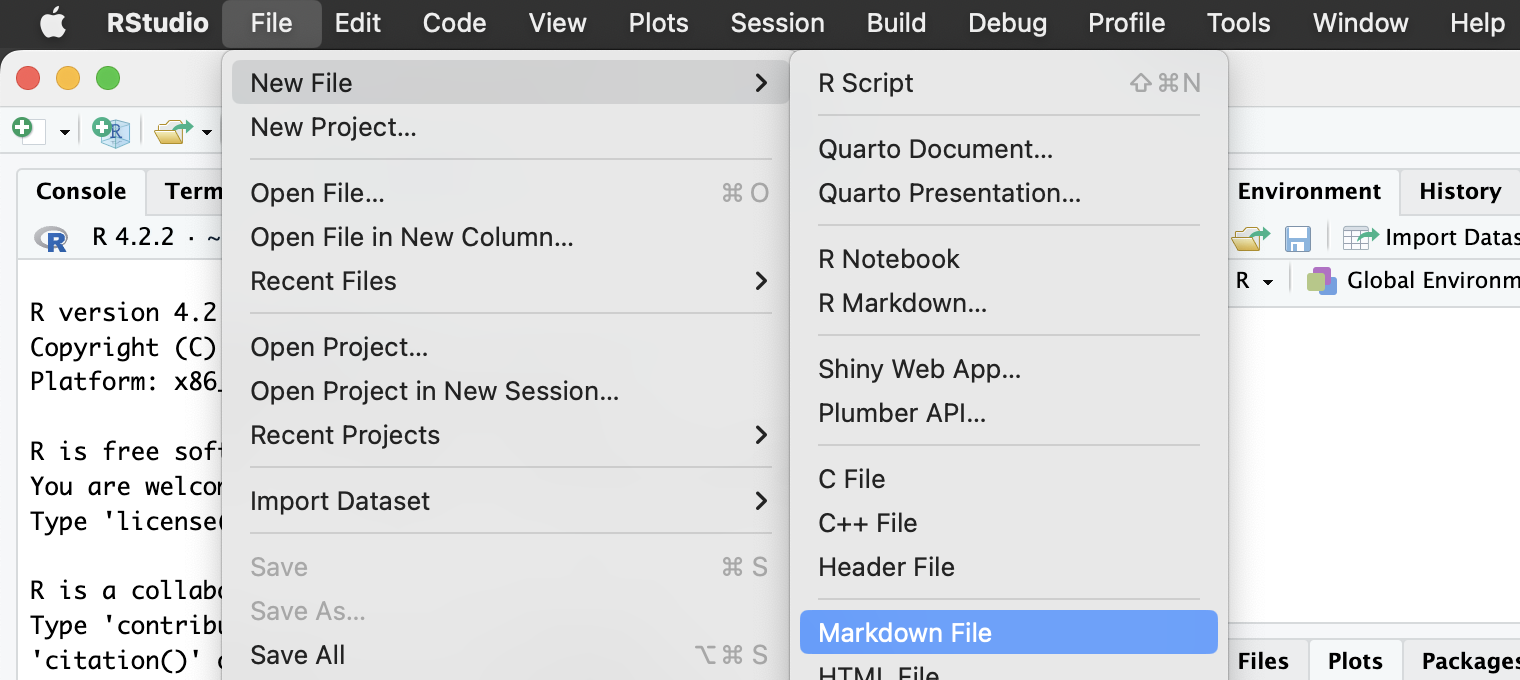 RStudio File Edit Code View Plots Session Build Debug Profile Tools Window Help
New File
New Project...
Open File... ⌘ O
Open File in New Column...
Recent Files
Open Project...
Open Project in New Session...
Recent Projects
Import Dataset
Save ⌘ S
Save As...
Save All ⌥⌘ S
R Script ⇧⌘N
Quarto Document...
Quarto Presentation...
R Notebook
R Markdown...
Shiny Web App...
Plumber API...
C File
C++ File
Header File
Markdown File
HTML File
Console Term
R 4.2.2 · ~
R version 4.2
Copyright (C)
Platform: x86_
R is free soft
You are welcom
Type 'license(
R is a collabo
Type 'contribu
'citation()' o
Environment History
Import Datas
R Global Environm
Files Plots Packages